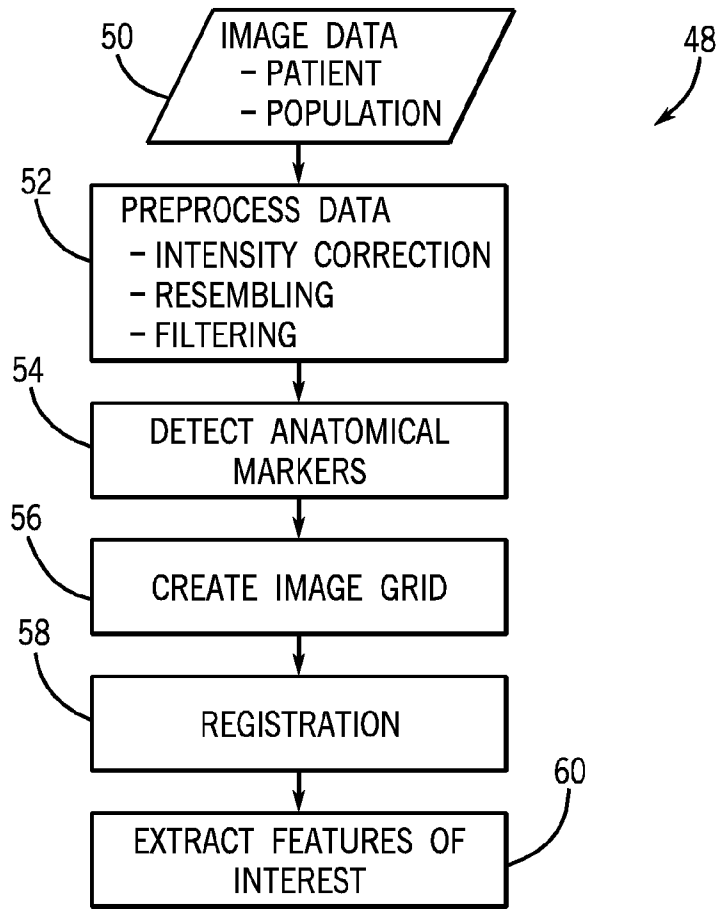 50
IMAGE DATA
- PATIENT
- POPULATION
48
52
PREPROCESS DATA
- INTENSITY CORRECTION
- RESEMBLING
- FILTERING
54
DETECT ANATOMICAL
MARKERS
56
CREATE IMAGE GRID
58
REGISTRATION
60
EXTRACT FEATURES OF
INTEREST